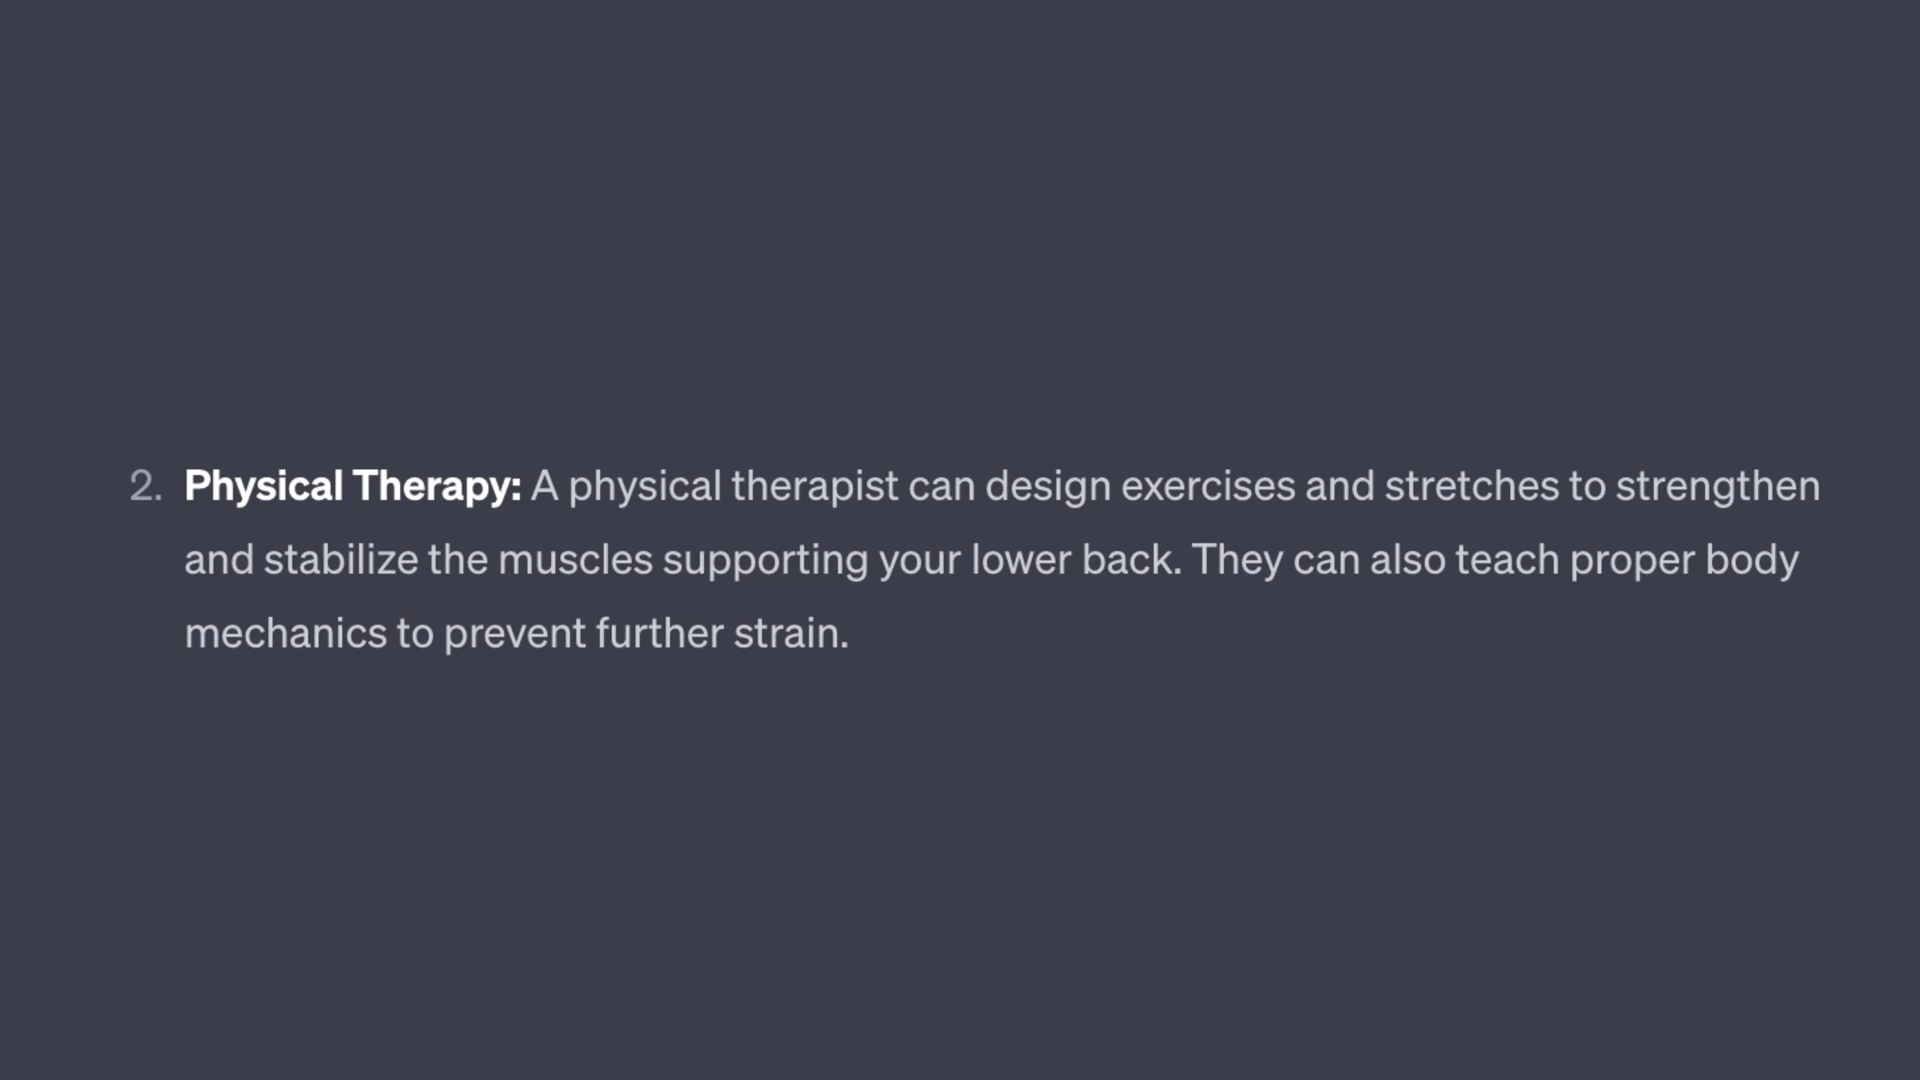 2. Physical Therapy: A physical therapist can design exercises and stretches to strengthen
and stabilize the muscles supporting your lower back. They can also teach proper body
mechanics to prevent further strain.